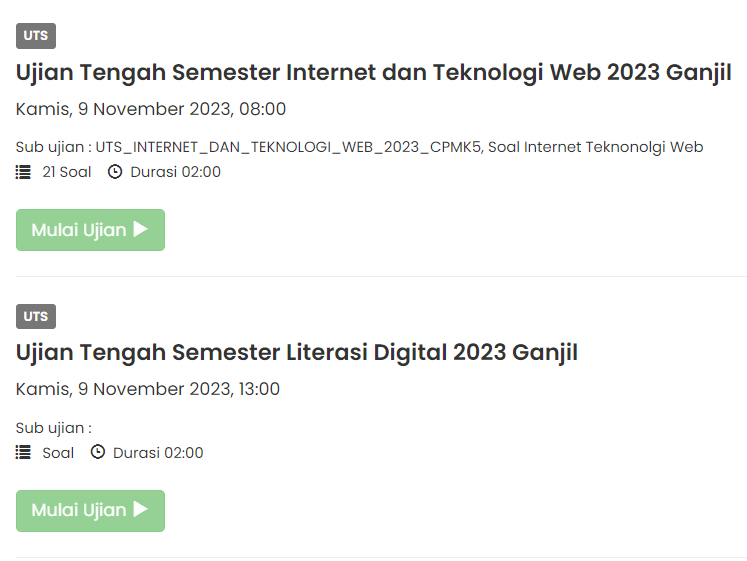 UTS
Ujian Tengah Semester Internet dan Teknologi Web 2023 Ganjil
Kamis, 9 November 2023, 08:00
Sub ujian : UTS_INTERNET_DAN_TEKNOLOGI_WEB_2023_CPMK5, Soal Internet Teknonolgi Web
21 Soal Durasi 02:00
Mulai Ujian
UTS
Ujian Tengah Semester Literasi Digital 2023 Ganjil
Kamis, 9 November 2023, 13:00
Sub ujian :
Soal Durasi 02:00
Mulai Ujian